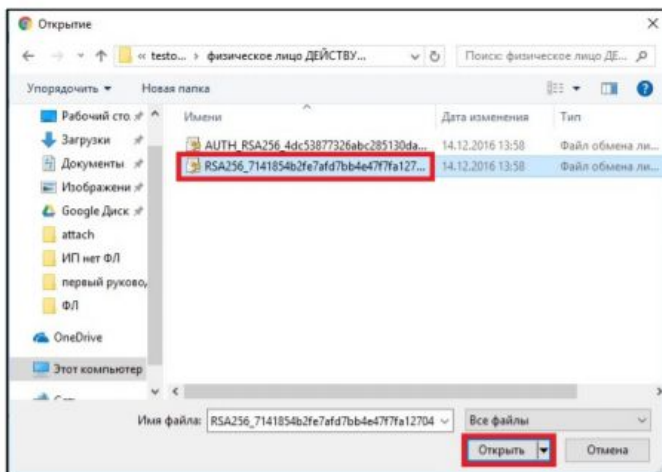 Открытие
« testo... › физическое лицо ДЕЙСТВУ...
Поиск: физическое лицо ДЕ...
Упорядочить
Новая папка
Рабочий сто
Загрузки
Документы
Изображени
Google Диск
attach
ИП нет ФЛ
первый руково,
ФЛ
OneDrive
Этот компьютер
Имени Дата изменения Тип
AUTH_RSA256_4dc53877326abc285130da... 14.12.2016 13:58 Файл обмена ли...
RSA256_7141854b2fe7afd7bb4e47f7fa127... 14.12.2016 13:58 Файл обмена ли...
Имя файла: RSA256_7141854b2fe7afd7bb4e47f7fa12704 Все файлы
Открыть Отмена